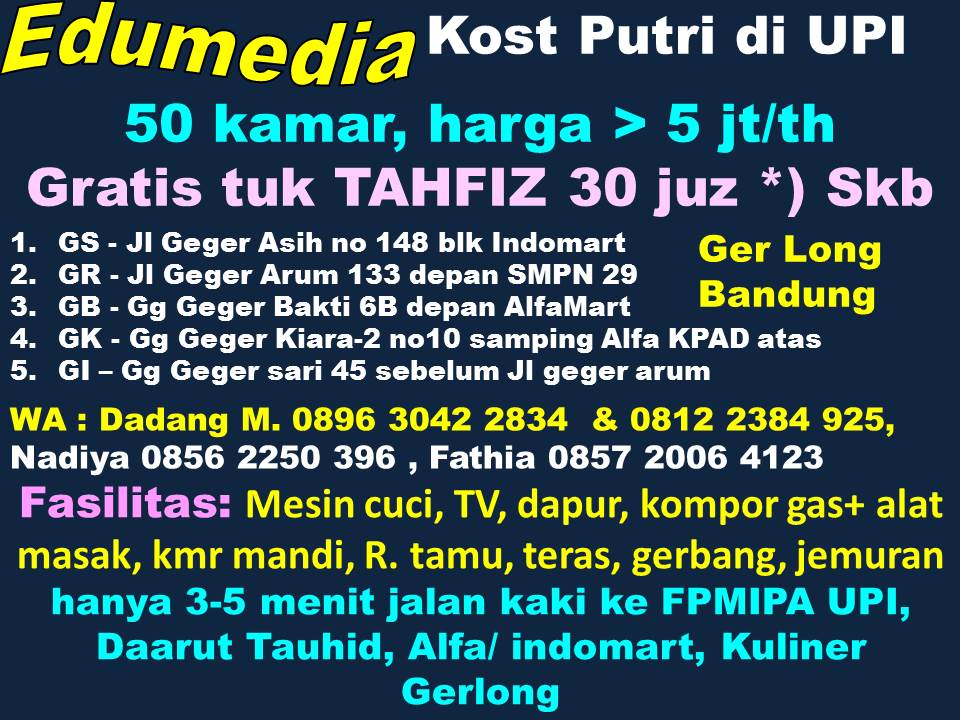 Edumedia Kost Putri di UPI
50 kamar, harga > 5 jt/th
Gratis tuk TAHFIZ 30 juz *) Skb
1. GS - Jl Geger Asih no 148 blk Indomart
2. GR - Jl Geger Arum 133 depan SMPN 29
3. GB - Gg Geger Bakti 6B depan AlfaMart
4. GK - Gg Geger Kiara-2 no10 samping Alfa KPAD atas
5. GI – Gg Geger sari 45 sebelum Jl geger arum
Ger Long
Bandung
WA : Dadang M. 0896 3042 2834 & 0812 2384 925,
Nadiya 0856 2250 396 , Fathia 0857 2006 4123
Fasilitas: Mesin cuci, TV, dapur, kompor gas+ alat
masak, kmr mandi, R. tamu, teras, gerbang, jemuran
hanya 3-5 menit jalan kaki ke FPMIPA UPI,
Daarut Tauhid, Alfa/ indomart, Kuliner
Gerlong